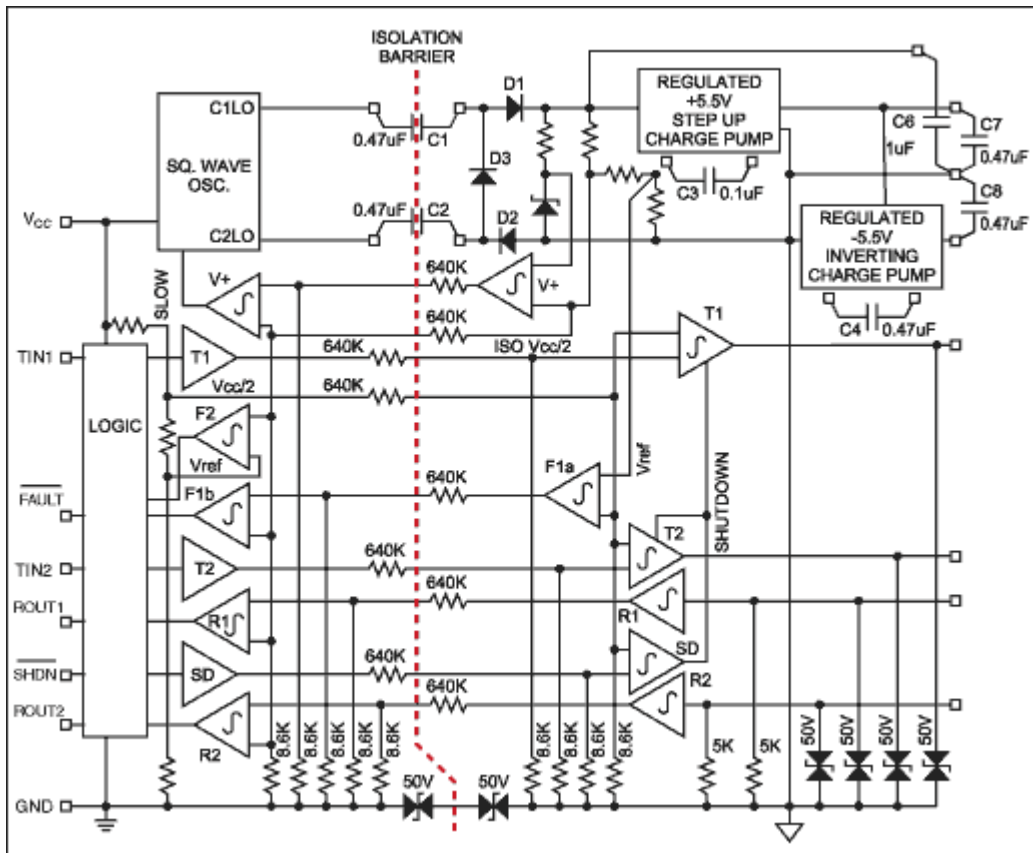 ISOLATION
BARRIER
C1LO
SQ. WAVE
OSC.
C2LO
0.47uF
C1
0.47uF
C2
D1
D3
D2
REGULATED
+5.5V
STEP UP
CHARGE PUMP
C3
0.1uF
C6
1uF
C7
0.47uF
C8
0.47uF
REGULATED
-5.5V
INVERTING
CHARGE PUMP
C4
0.47uF
VCC
SLOW
V+
640K
V+
640K
ISO Vcc/2
TIN1
T1
640K
T1
Vcc/2
640K
LOGIC
F2
Vref
F1a
Vref
SHUTDOWN
FAULT
F1b
640K
TIN2
T2
640K
T2
ROUT1
R1
640K
R1
SHDN
SD
640K
SD
ROUT2
R2
640K
R2
8.6K
8.6K
8.6K
8.6K
8.6K
8.6K
8.6K
8.6K
8.6K
5K
5K
50V
50V
50V
50V
50V
50V
GND